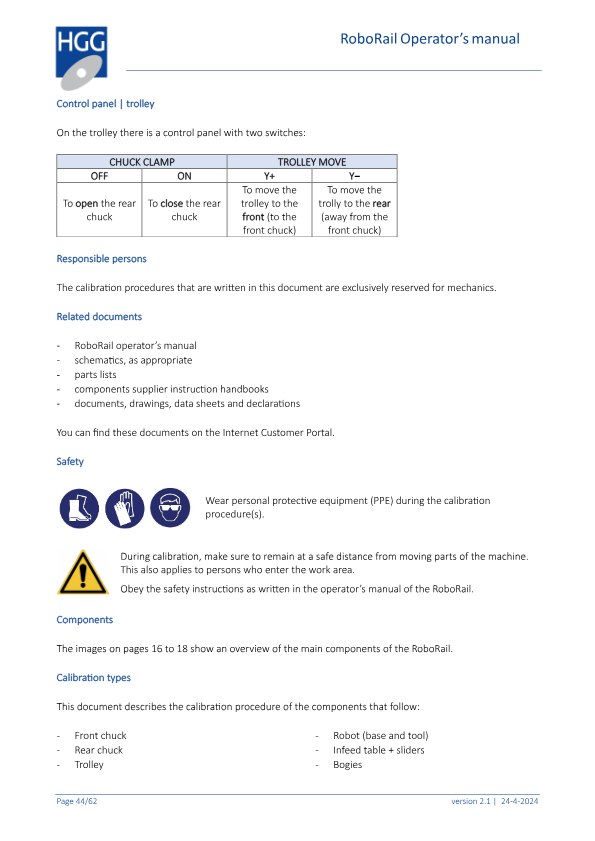 HGG
RoboRail Operator's manual
Control panel | trolley
On the trolley there is a control panel with two switches:
CHUCK CLAMP TROLLEY MOVE
OFF ON Y+ Y–
To open the rear chuck
To close the rear chuck
To move the trolley to the front (to the front chuck)
To move the trolly to the rear (away from the front chuck)
Responsible persons
The calibration procedures that are written in this document are exclusively reserved for mechanics.
Related documents
- RoboRail operator's manual
- schematics, as appropriate
- parts lists
- components supplier instruction handbooks
- documents, drawings, data sheets and declarations
You can find these documents on the Internet Customer Portal.
Safety
Wear personal protective equipment (PPE) during the calibration
procedure(s).
During calibration, make sure to remain at a safe distance from moving parts of the machine.
This also applies to persons who enter the work area.
Obey the safety instructions as written in the operator's manual of the RoboRail.
Components
The images on pages 16 to 18 show an overview of the main components of the RoboRail.
Calibration types
This document describes the calibration procedure of the components that follow:
- Front chuck
- Rear chuck
- Trolley
- Robot (base and tool)
- Infeed table + sliders
- Bogies
Page 44/62
version 2.1 | 24-4-2024